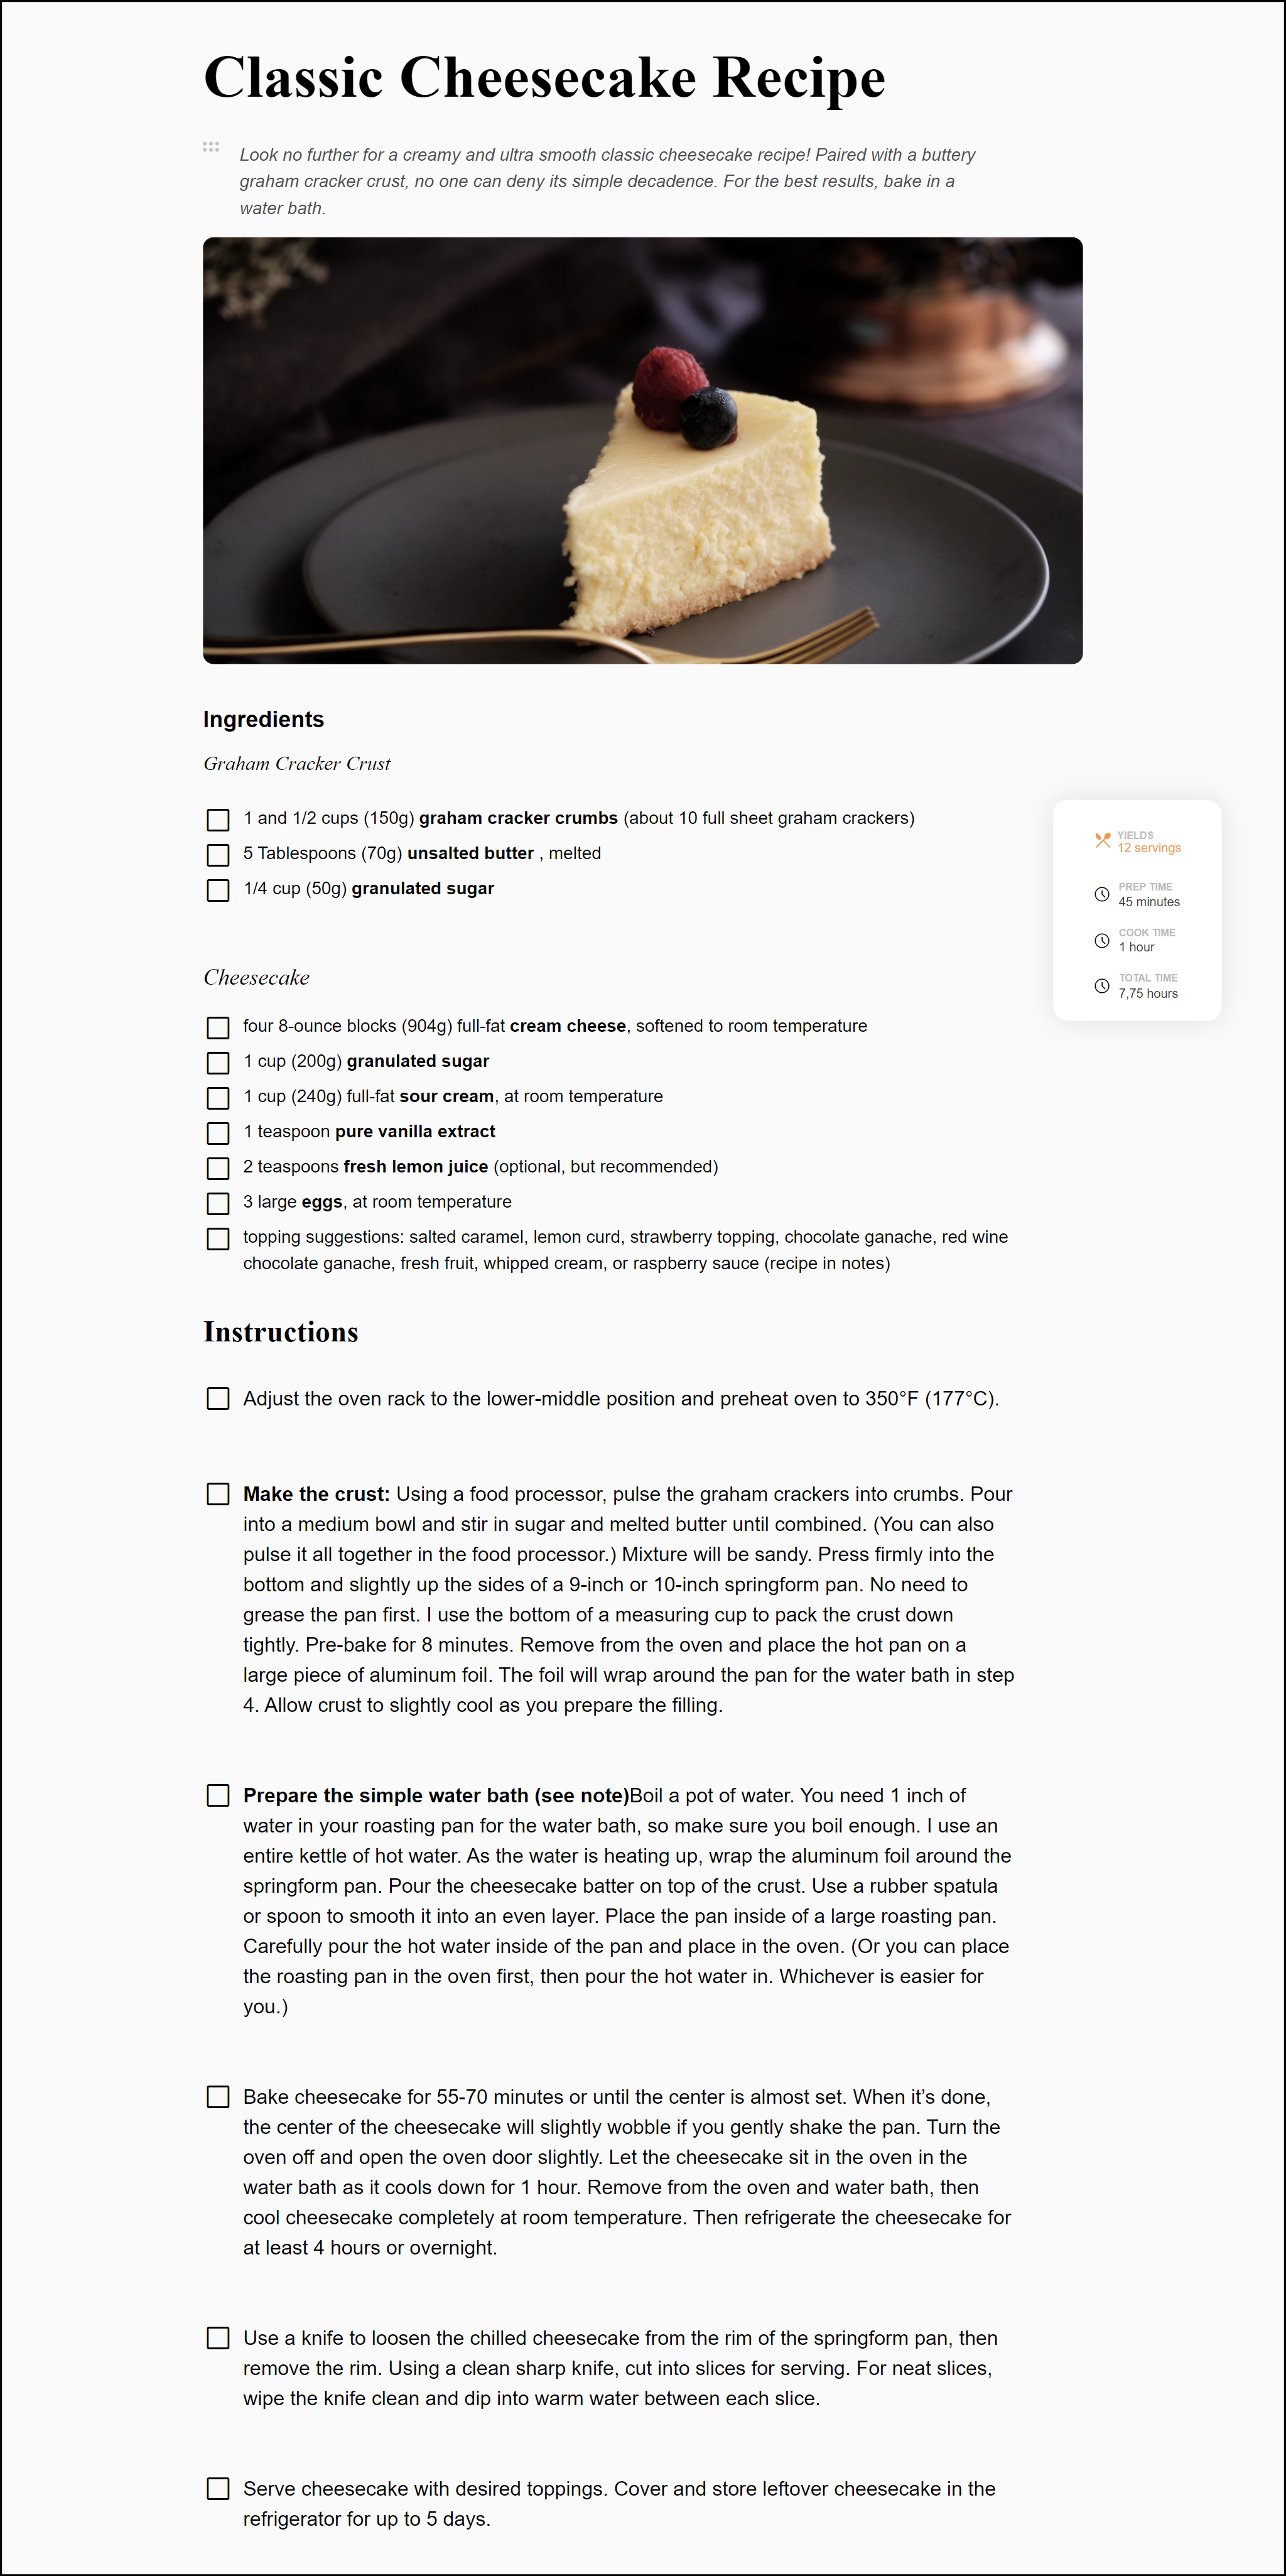 Classic Cheesecake Recipe
Look no further for a creamy and ultra smooth classic cheesecake recipe! Paired with a buttery
graham cracker crust, no one can deny its simple decadence. For the best results, bake in a
water bath.
Ingredients
Graham Cracker Crust
1 and 1/2 cups (150g) graham cracker crumbs (about 10 full sheet graham crackers)
5 Tablespoons (70g) unsalted butter , melted
1/4 cup (50g) granulated sugar
YIELDS
12 servings
PREP TIME
45 minutes
COOK TIME
1 hour
TOTAL TIME
7,75 hours
Cheesecake
four 8-ounce blocks (904g) full-fat cream cheese, softened to room temperature
1 cup (200g) granulated sugar
1 cup (240g) full-fat sour cream, at room temperature
1 teaspoon pure vanilla extract
2 teaspoons fresh lemon juice (optional, but recommended)
3 large eggs, at room temperature
topping suggestions: salted caramel, lemon curd, strawberry topping, chocolate ganache, red wine
chocolate ganache, fresh fruit, whipped cream, or raspberry sauce (recipe in notes)
Instructions
Adjust the oven rack to the lower-middle position and preheat oven to 350°F (177°C).
Make the crust: Using a food processor, pulse the graham crackers into crumbs. Pour
into a medium bowl and stir in sugar and melted butter until combined. (You can also
pulse it all together in the food processor.) Mixture will be sandy. Press firmly into the
bottom and slightly up the sides of a 9-inch or 10-inch springform pan. No need to
grease the pan first. I use the bottom of a measuring cup to pack the crust down
tightly. Pre-bake for 8 minutes. Remove from the oven and place the hot pan on a
large piece of aluminum foil. The foil will wrap around the pan for the water bath in step
4. Allow crust to slightly cool as you prepare the filling.
Prepare the simple water bath (see note)Boil a pot of water. You need 1 inch of
water in your roasting pan for the water bath, so make sure you boil enough. I use an
entire kettle of hot water. As the water is heating up, wrap the aluminum foil around the
springform pan. Pour the cheesecake batter on top of the crust. Use a rubber spatula
or spoon to smooth it into an even layer. Place the pan inside of a large roasting pan.
Carefully pour the hot water inside of the pan and place in the oven. (Or you can place
the roasting pan in the oven first, then pour the hot water in. Whichever is easier for
you.)
Bake cheesecake for 55-70 minutes or until the center is almost set. When it’s done,
the center of the cheesecake will slightly wobble if you gently shake the pan. Turn the
oven off and open the oven door slightly. Let the cheesecake sit in the oven in the
water bath as it cools down for 1 hour. Remove from the oven and water bath, then
cool cheesecake completely at room temperature. Then refrigerate the cheesecake for
at least 4 hours or overnight.
Use a knife to loosen the chilled cheesecake from the rim of the springform pan, then
remove the rim. Using a clean sharp knife, cut into slices for serving. For neat slices,
wipe the knife clean and dip into warm water between each slice.
Serve cheesecake with desired toppings. Cover and store leftover cheesecake in the
refrigerator for up to 5 days.